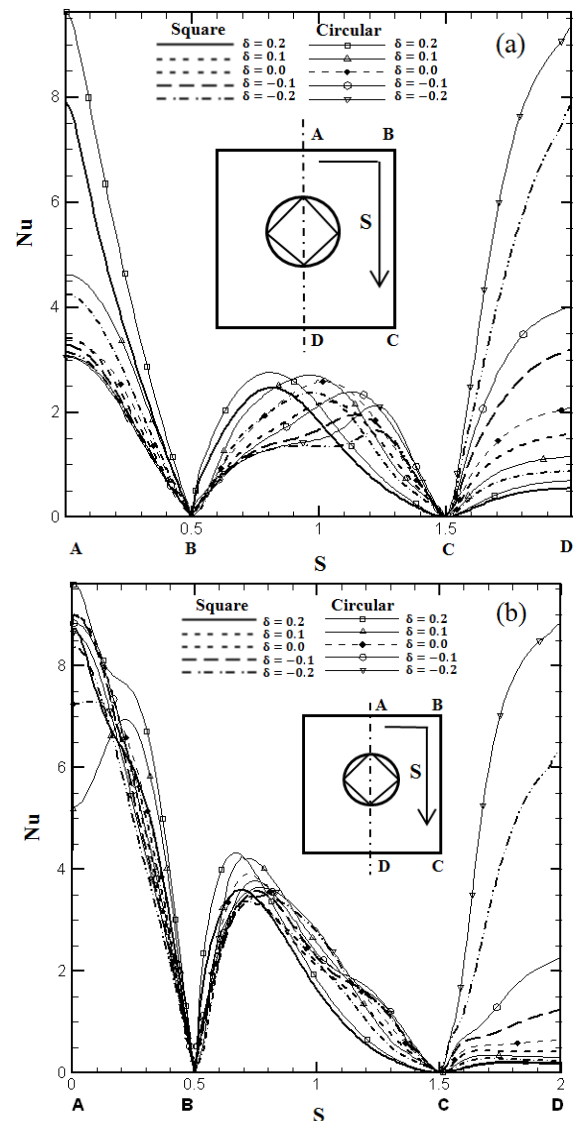 (a)
Square Circular
δ = 0.2 δ = 0.2
δ = 0.1 δ = 0.1
δ = 0.0 δ = 0.0
δ = −0.1 δ = −0.1
δ = −0.2 δ = −0.2
A B
S
D C
Nu
8
6
4
2
0
0.5 1 1.5
A B C D
S
(b)
Square Circular
δ = 0.2 δ = 0.2
δ = 0.1 δ = 0.1
δ = 0.0 δ = 0.0
δ = −0.1 δ = −0.1
δ = −0.2 δ = −0.2
A B
S
D C
Nu
8
6
4
2
0
0 0.5 1 1.5 2
A B C D
S